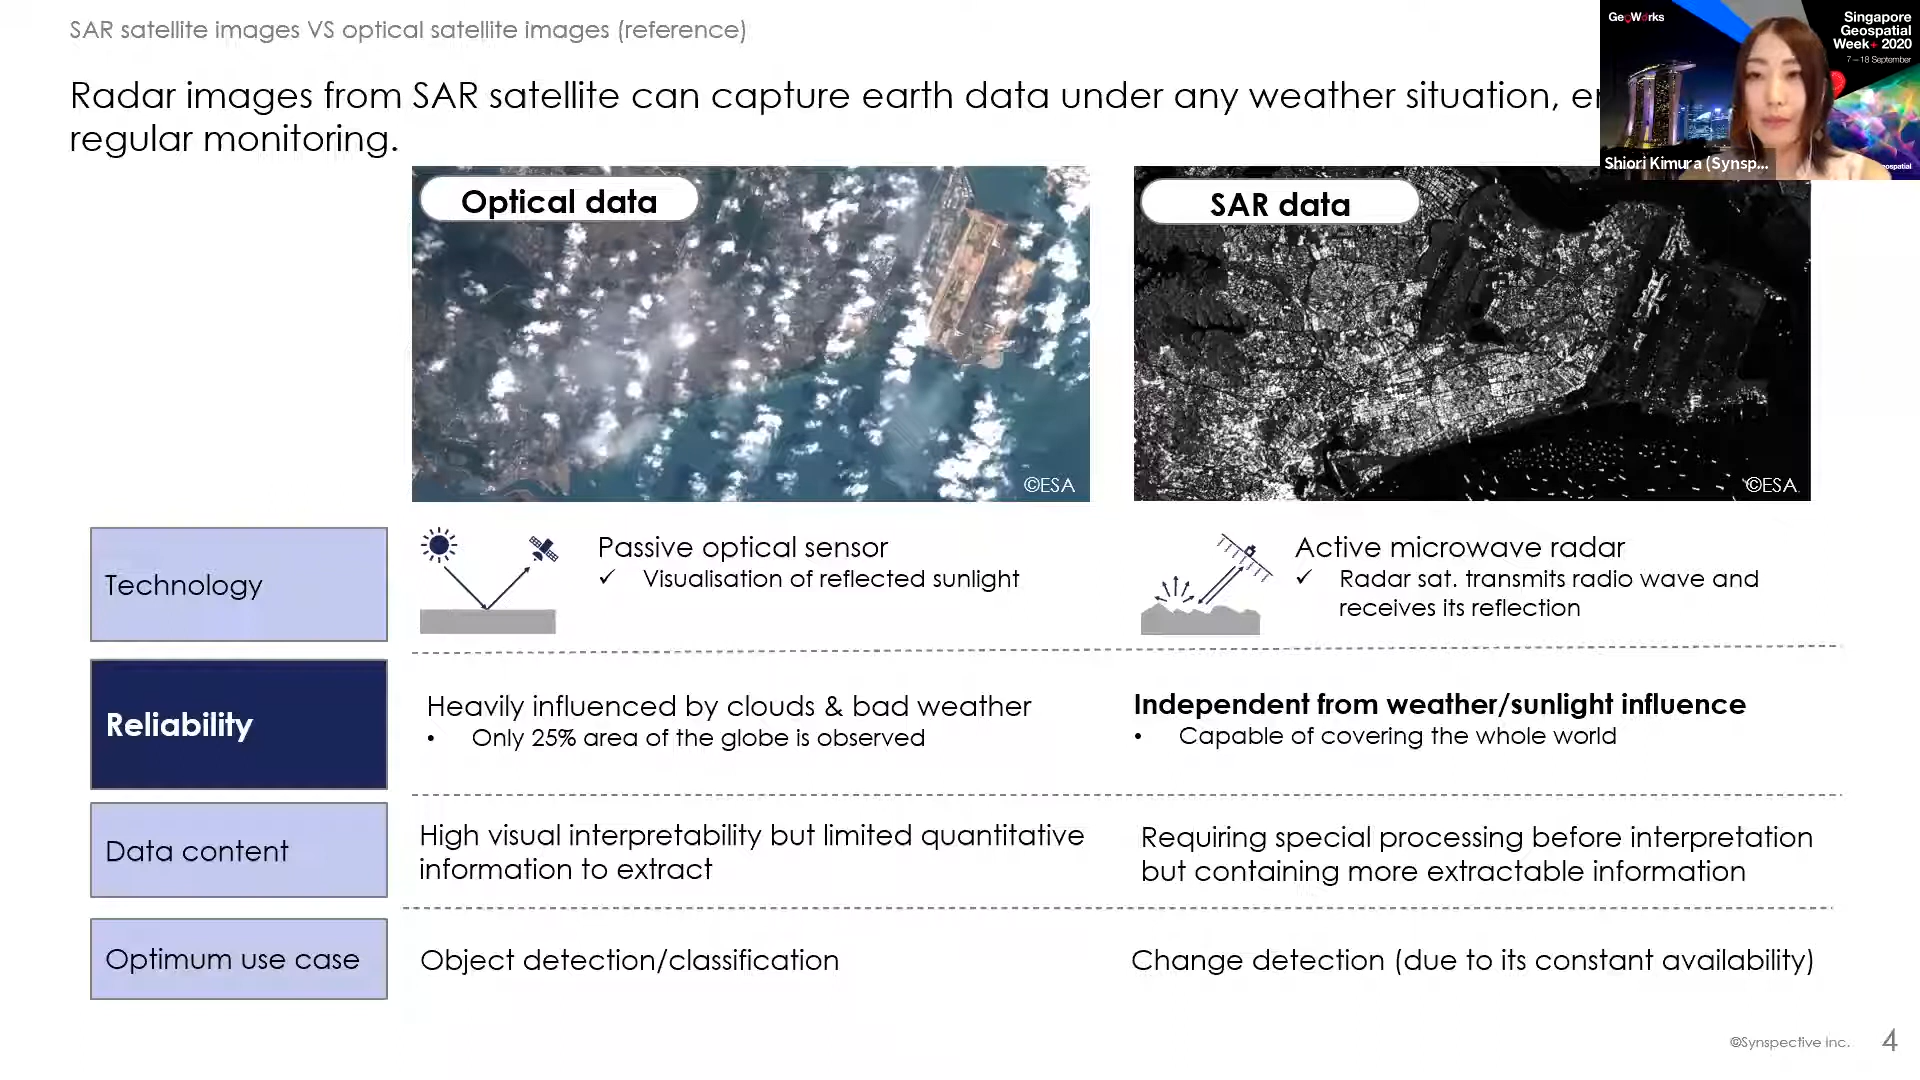 SAR satellite images VS optical satellite images (reference)
GeoWorks
Singapore
Geospatial
Week+ 2020
7 – 18 September
Radar images from SAR satellite can capture earth data under any weather situation,
regular monitoring.
Shiori Kimura (Synsp...
Optical data
SAR data
©ESA
©ESA
Technology
Passive optical sensor
✓ Visualisation of reflected sunlight
Active microwave radar
✓ Radar sat. transmits radio wave and
receives its reflection
Reliability
Heavily influenced by clouds & bad weather
• Only 25% area of the globe is observed
Independent from weather/sunlight influence
• Capable of covering the whole world
Data content
High visual interpretability but limited quantitative
information to extract
Requiring special processing before interpretation
but containing more extractable information
Optimum use case
Object detection/classification
Change detection (due to its constant availability)
©Synspective inc.
4